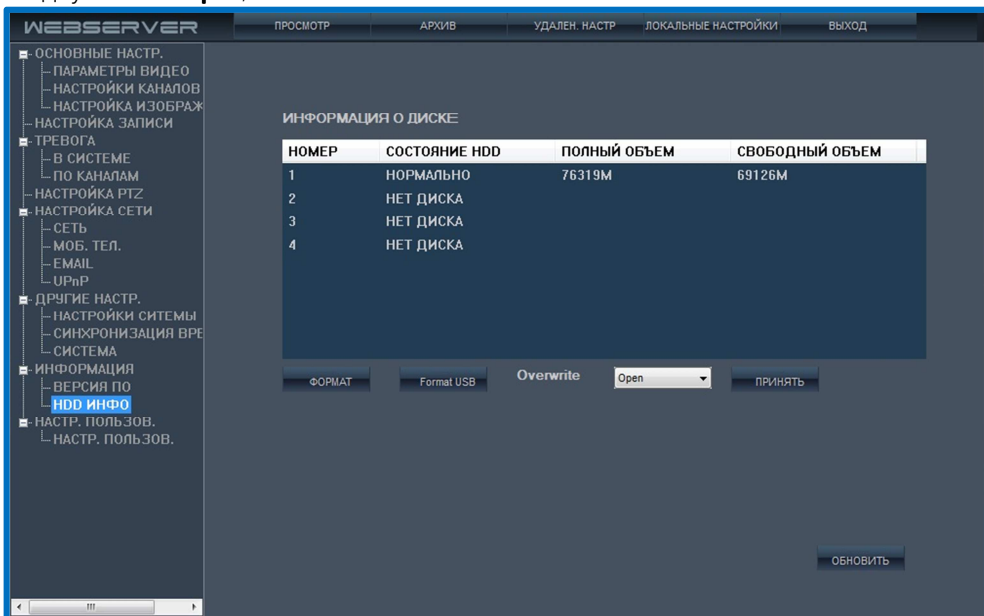 WEBSERVER
ПРОСМОТР АРХИВ УДАЛЕН. НАСТР ЛОКАЛЬНЫЕ НАСТРОЙКИ ВЫХОД
ОСНОВНЫЕ НАСТР.
ПАРАМЕТРЫ ВИДЕО
НАСТРОЙКИ КАНАЛОВ
НАСТРОЙКА ИЗОБРАЖ
НАСТРОЙКА ЗАПИСИ
ТРЕВОГА
В СИСТЕМЕ
ПО КАНАЛАМ
НАСТРОЙКА PTZ
НАСТРОЙКА СЕТИ
СЕТЬ
МОБ. ТЕЛ.
EMAIL
UPnP
ДРУГИЕ НАСТР.
НАСТРОЙКИ СИТЕМЫ
СИНХРОНИЗАЦИЯ ВРЕ
СИСТЕМА
ИНФОРМАЦИЯ
ВЕРСИЯ ПО
HDD ИНФО
НАСТР. ПОЛЬЗОВ.
НАСТР. ПОЛЬЗОВ.
ИНФОРМАЦИЯ О ДИСКЕ
НОМЕР СОСТОЯНИЕ HDD ПОЛНЫЙ ОБЪЕМ СВОБОДНЫЙ ОБЪЕМ
1 НОРМАЛЬНО 76319M 69126M
2 НЕТ ДИСКА
3 НЕТ ДИСКА
4 НЕТ ДИСКА
ФОРМАТ Format USB Overwrite Open ПРИНЯТЬ
ОБНОВИТЬ